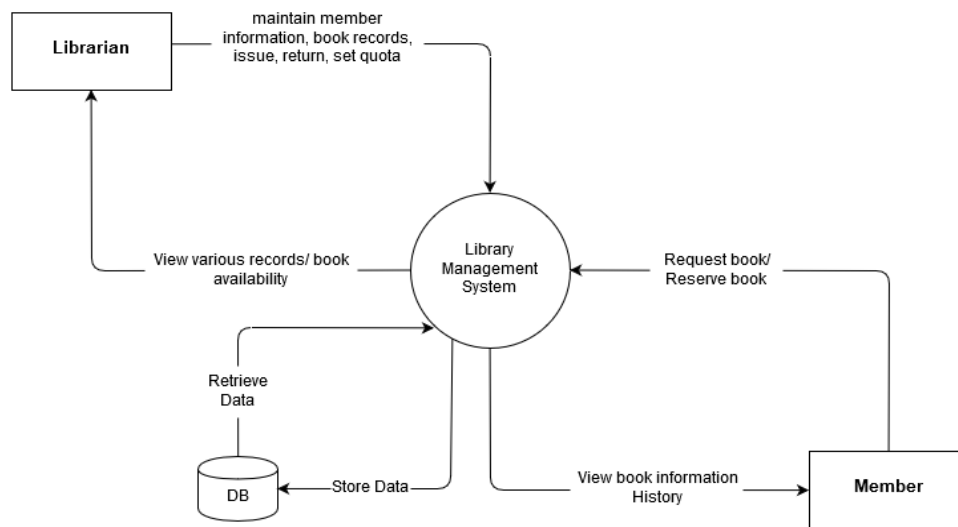 maintain member
information, book records,
issue, return, set quota
Librarian
Library
Management
System
View various records/ book
availability
Request book/
Reserve book
Retrieve
Data
DB
Store Data
View book information
History
Member